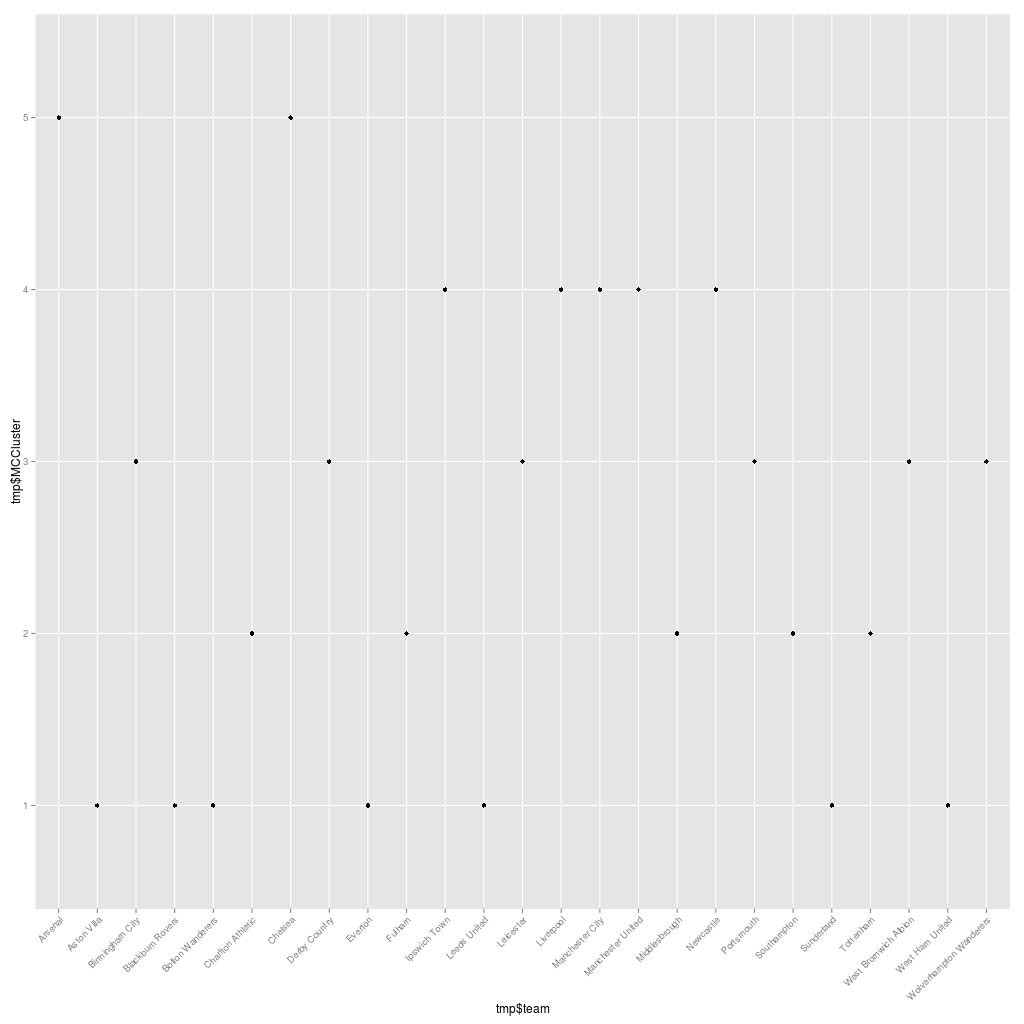 5
4
3
2
1
tmp$MCCluster
Arsenal
Aston Villa
Birmingham City
Blackburn Rovers
Bolton Wanderers
Charlton Athletic
Chelsea
Derby Country
Everton
Fulham
Ipswich Town
Leeds United
Leicester
Liverpool
Manchester City
Manchester United
Middlesbrough
Newcastle
Portsmouth
Southampton
Sunderland
Tottenham
West Bromwich Albion
West Ham United
Wolverhampton Wanderers
tmp$team